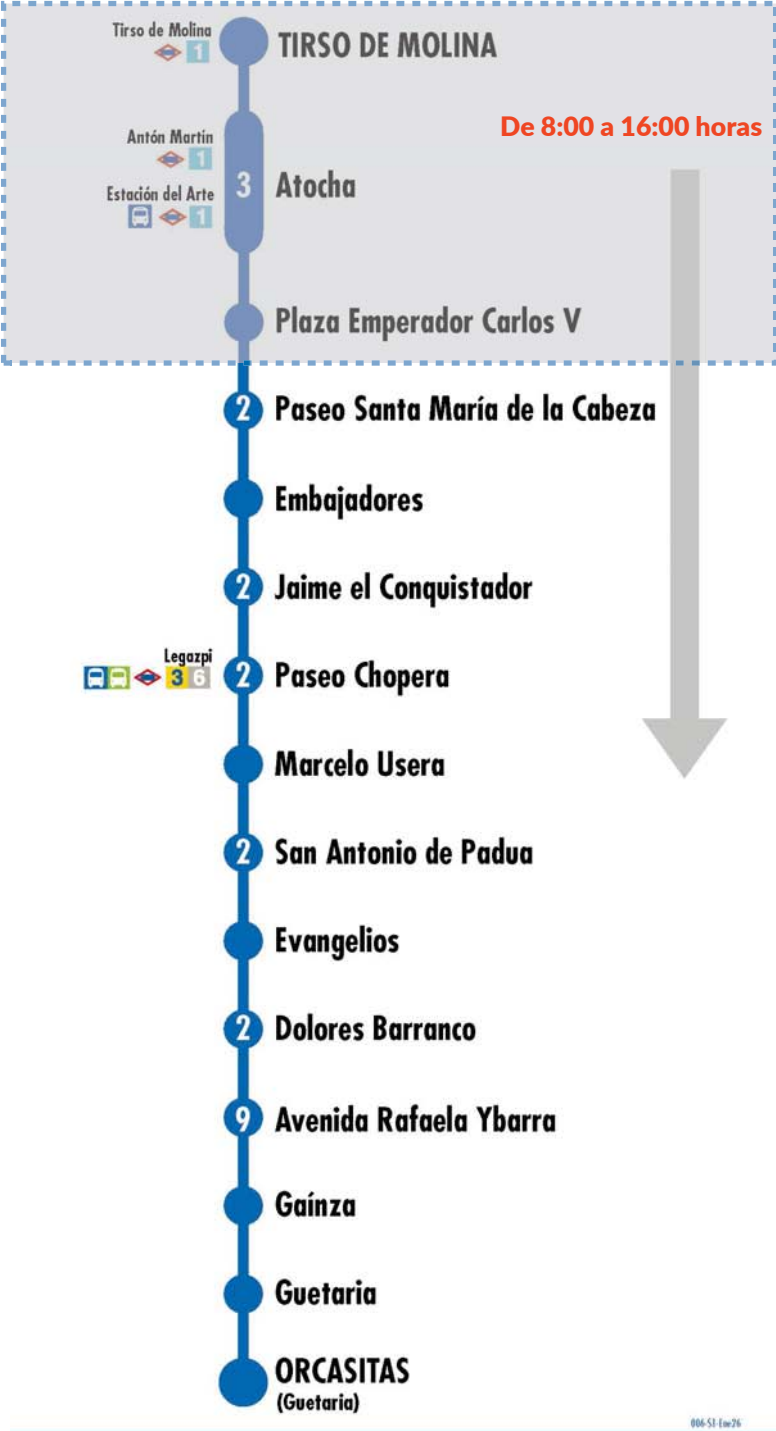 Tirso de Molina
1
TIRSO DE MOLINA
De 8:00 a 16:00 horas
Antón Martín
1
Estación del Arte
1
3 Atocha
Plaza Emperador Carlos V
2 Paseo Santa María de la Cabeza
Embajadores
2 Jaime el Conquistador
Legazpi
3 6
2 Paseo Chopera
Marcelo Usera
2 San Antonio de Padua
Evangelios
2 Dolores Barranco
9 Avenida Rafaela Ybarra
Gaínza
Guetaria
ORCASITAS
(Guetaria)
006-S1-Ene26